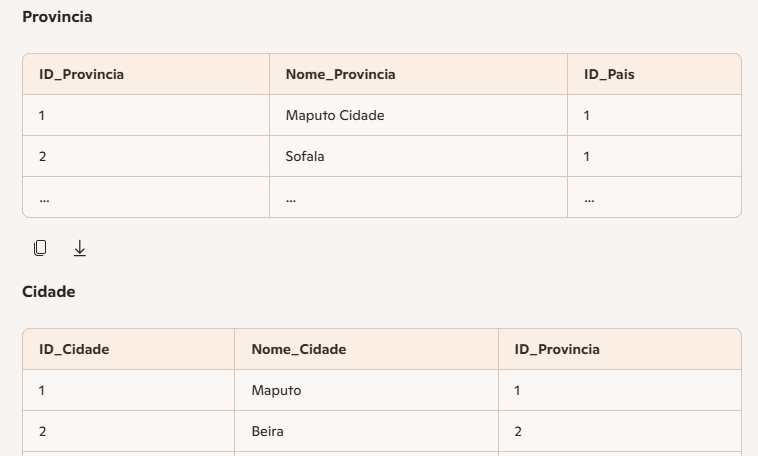 Provincia
ID_Provincia Nome_Provincia ID_Pais
1 Maputo Cidade 1
2 Sofala 1
... ... ...
Cidade
ID_Cidade Nome_Cidade ID_Provincia
1 Maputo 1
2 Beira 2